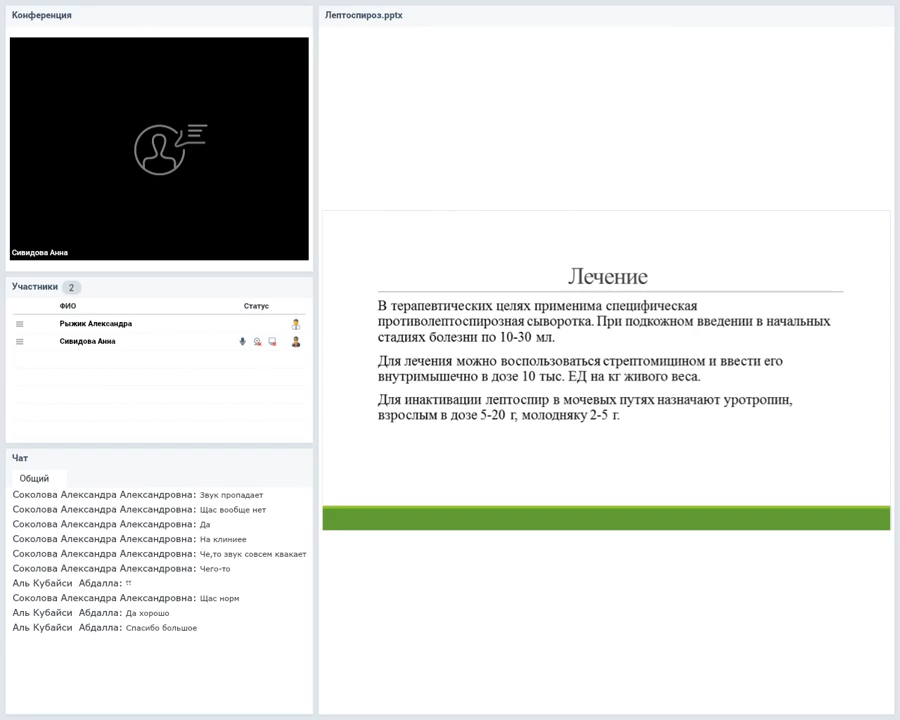 Конференция
Сивидова Анна
Участники 2
ФИО Статус
Рыжик Александра
Сивидова Анна
Чат
Общий
Соколова Александра Александровна: Звук пропадает
Соколова Александра Александровна: Щас вообще нет
Соколова Александра Александровна: Да
Соколова Александра Александровна: На клиниее
Соколова Александра Александровна: Че,то звук совсем квакает
Соколова Александра Александровна: Чего-то
Аль Кубайси Абдалла:
Соколова Александра Александровна: Щас норм
Аль Кубайси Абдалла: Да хорошо
Аль Кубайси Абдалла: Спасибо большое
Лептоспироз.pptx
Лечение
В терапевтических целях применима специфическая
противолептоспирозная сыворотка. При подкожном введении в начальных
стадиях болезни по 10-30 мл.
Для лечения можно воспользоваться стрептомицином и ввести его
внутримышечно в дозе 10 тыс. ЕД на кг живого веса.
Для инактивации лептоспир в мочевых путях назначают уротропин,
взрослым в дозе 5-20 г, молодняку 2-5 г.